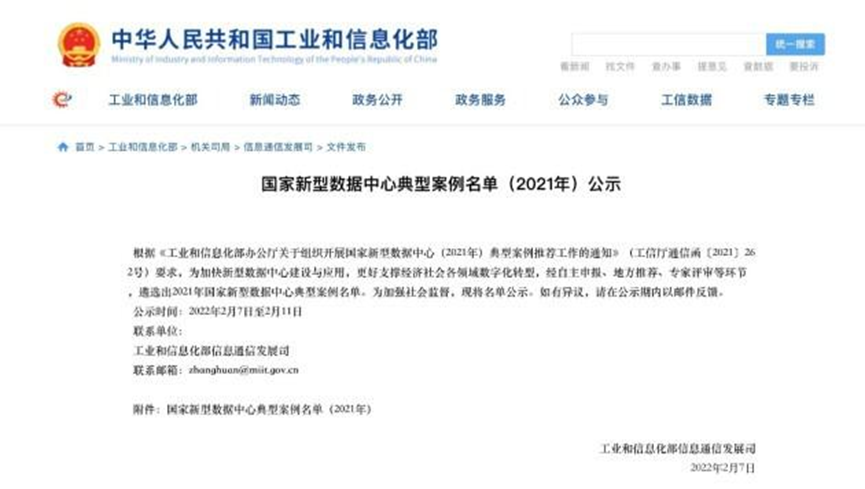 中华人民共和国工业和信息化部
Ministry of Industry and Information Technology of the People's Republic of China
统一搜索
看新闻 找文件 查办事 提意见 查数据 要投诉
工业和信息化部 新闻动态 政务公开 政务服务 公众参与 工信数据 专题专栏
首页 > 工业和信息化部 > 机关司局 > 信息通信发展司 > 文件发布
国家新型数据中心典型案例名单（2021年）公示
根据《工业和信息化部办公厅关于组织开展国家新型数据中心（2021年）典型案例推荐工作的通知》（工信厅通信函〔2021〕26
2号）要求，为加快新型数据中心建设与应用，更好支撑经济社会各领域数字化转型，经自主申报、地方推荐、专家评审等环节
，遴选出2021年国家新型数据中心典型案例名单。为加强社会监督，现将名单公示。如有异议，请在公示期内以邮件反馈。
公示时间：2022年2月7日至2月11日
联系单位：
工业和信息化部信息通信发展司
联系邮箱：zhanghuan@miit.gov.cn
附件：国家新型数据中心典型案例名单（2021年）
工业和信息化部信息通信发展司
2022年2月7日